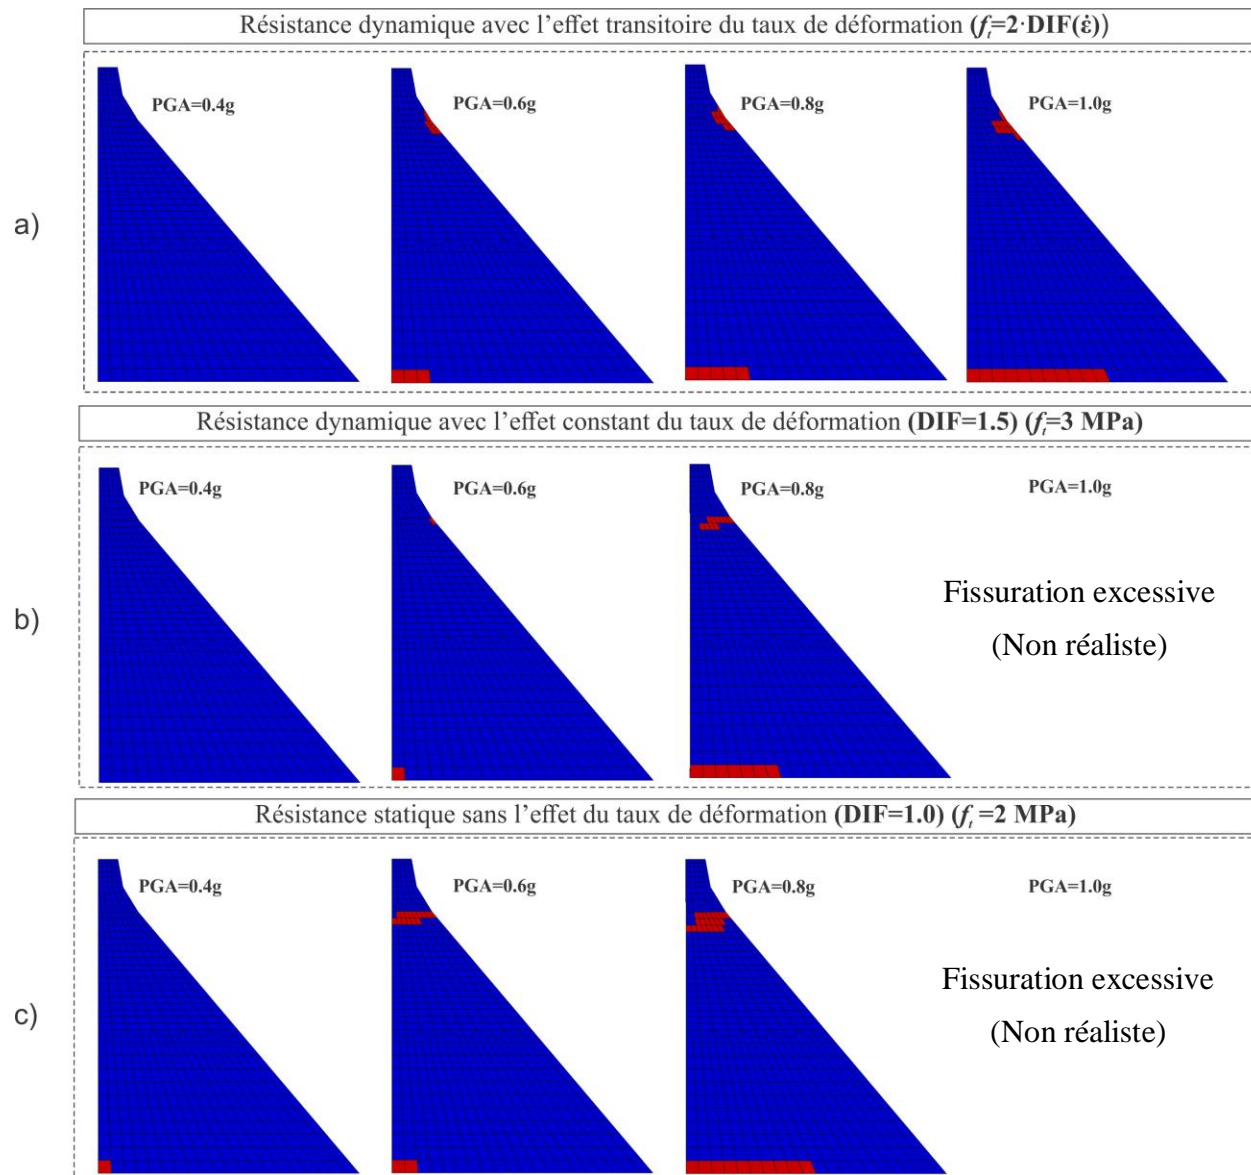 Résistance dynamique avec l’effet transitoire du taux de déformation (fₜ=2·DIF(ε̇))
PGA=0.4g
PGA=0.6g
PGA=0.8g
PGA=1.0g
a)
Résistance dynamique avec l’effet constant du taux de déformation (DIF=1.5) (fₜ=3 MPa)
PGA=0.4g
PGA=0.6g
PGA=0.8g
PGA=1.0g
b)
Fissuration excessive
(Non réaliste)
Résistance statique sans l’effet du taux de déformation (DIF=1.0) (fₜ =2 MPa)
PGA=0.4g
PGA=0.6g
PGA=0.8g
PGA=1.0g
c)
Fissuration excessive
(Non réaliste)